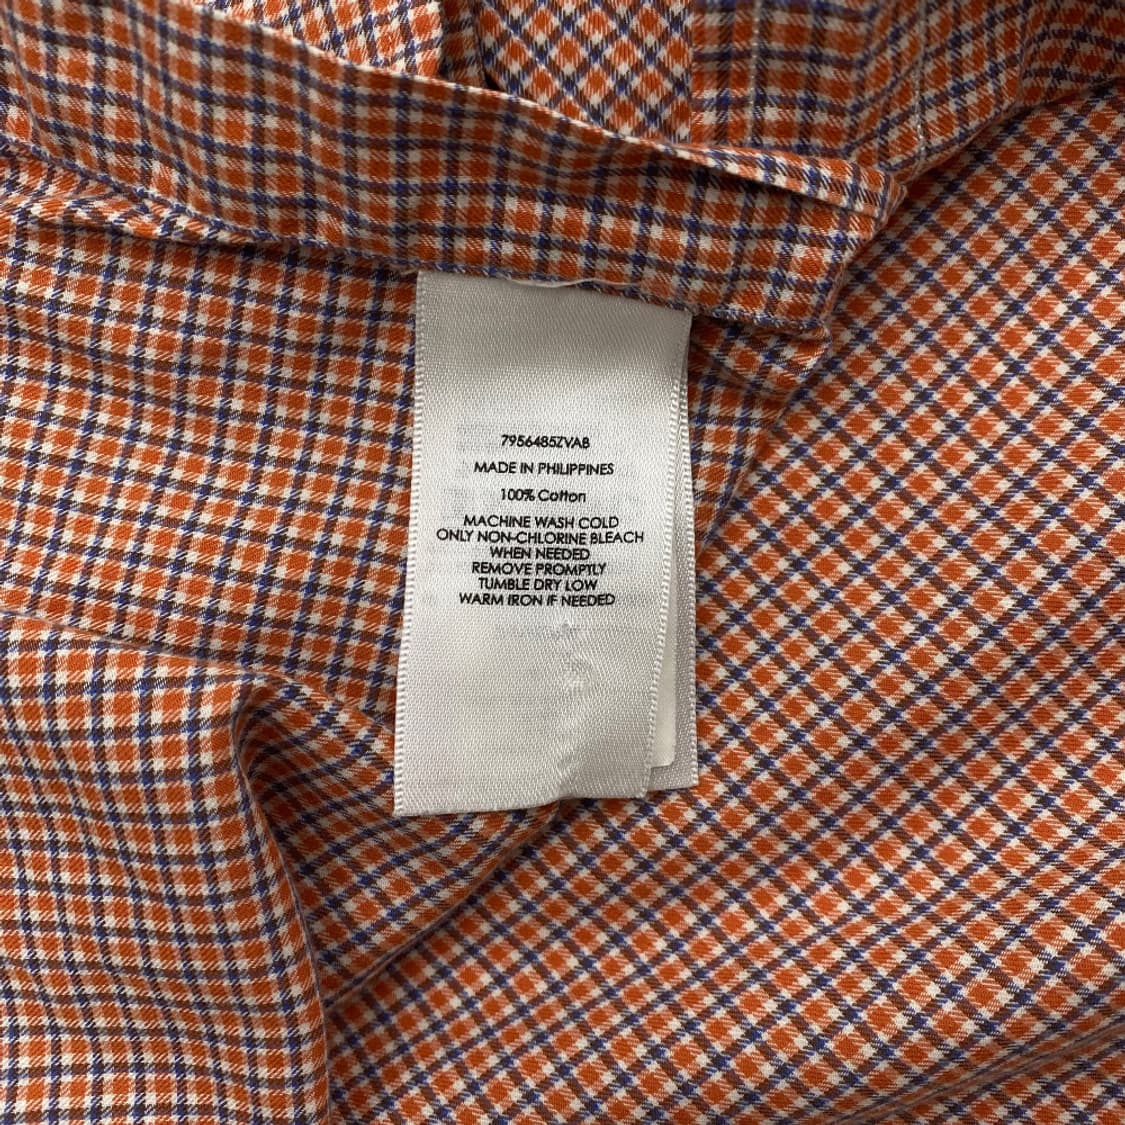 7956485ZVAB
MADE IN PHILIPPINES
100% Cotton
MACHINE WASH COLD
ONLY NON-CHLORINE BLEACH
WHEN NEEDED
REMOVE PROMPTLY
TUMBLE DRY LOW
WARM IRON IF NEEDED